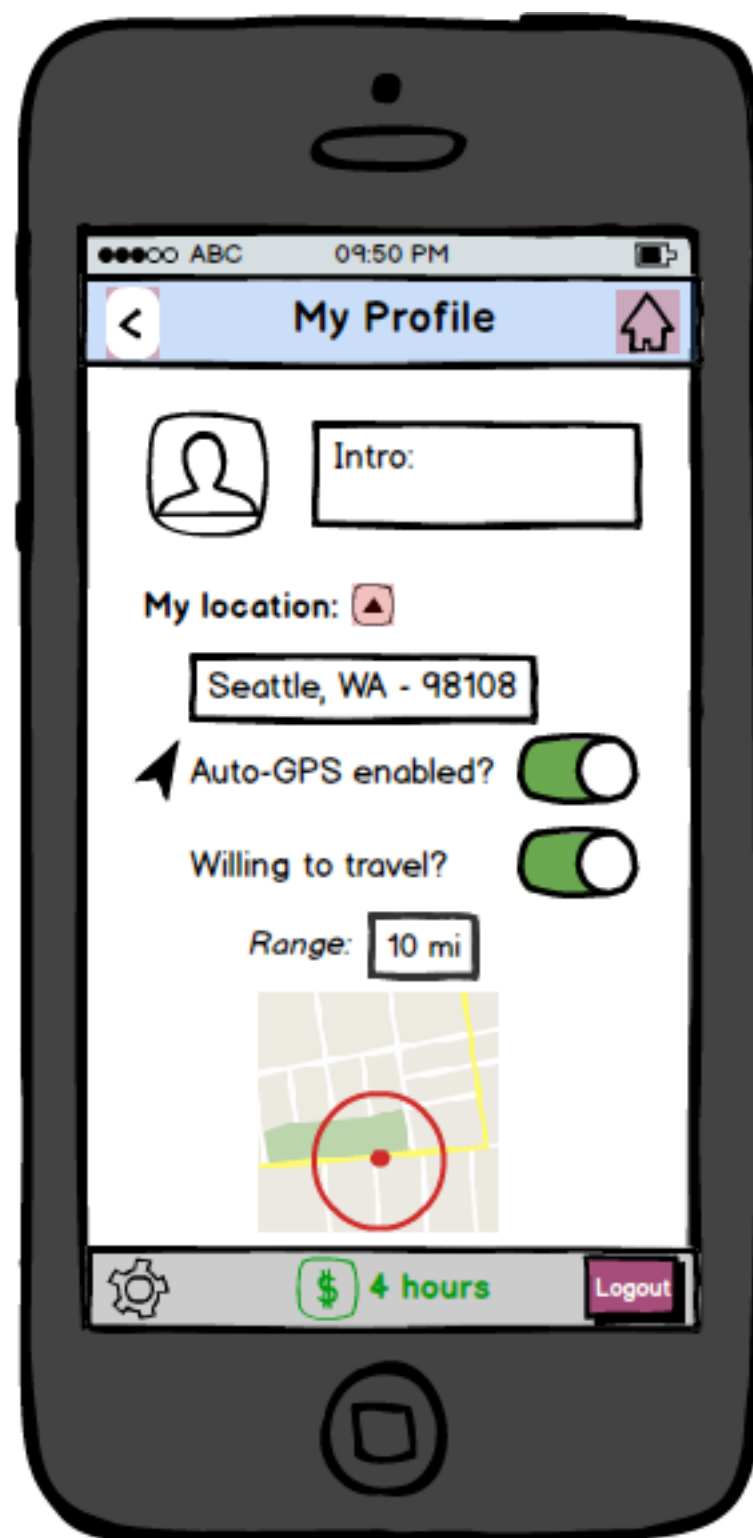 ABC 09:50 PM
< My Profile
Intro:
My location:
Seattle, WA - 98108
Auto-GPS enabled?
Willing to travel?
Range: 10 mi
$ 4 hours Logout